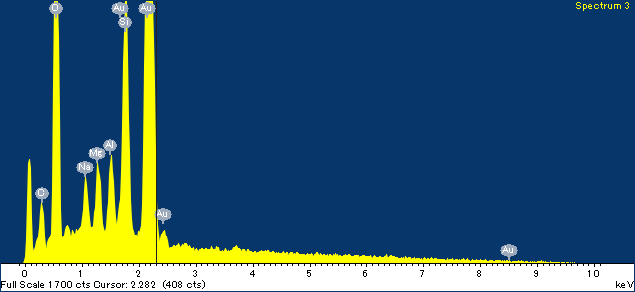 Spectrum 3
O Au Au
Si
C Na Mg Al Au Au
0 1 2 3 4 5 6 7 8 9 10
Full Scale 1700 cts Cursor: 2.282 (408 cts) keV